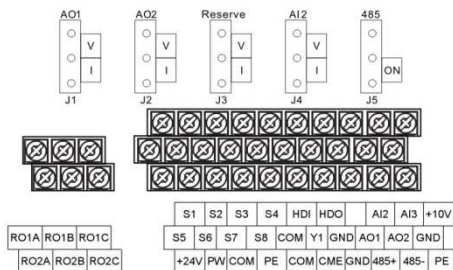 AO1 AO2 Reserve AI2 485
V V V V
I I I I ON
J1 J2 J3 J4 J5
S1 S2 S3 S4 HDI HDO AI2 AI3 +10V
RO1A RO1B RO1C S5 S6 S7 S8 COM Y1 GND AO1 AO2 GND
RO2A RO2B RO2C +24V PW COM PE COM CME GND 485+ 485- PE